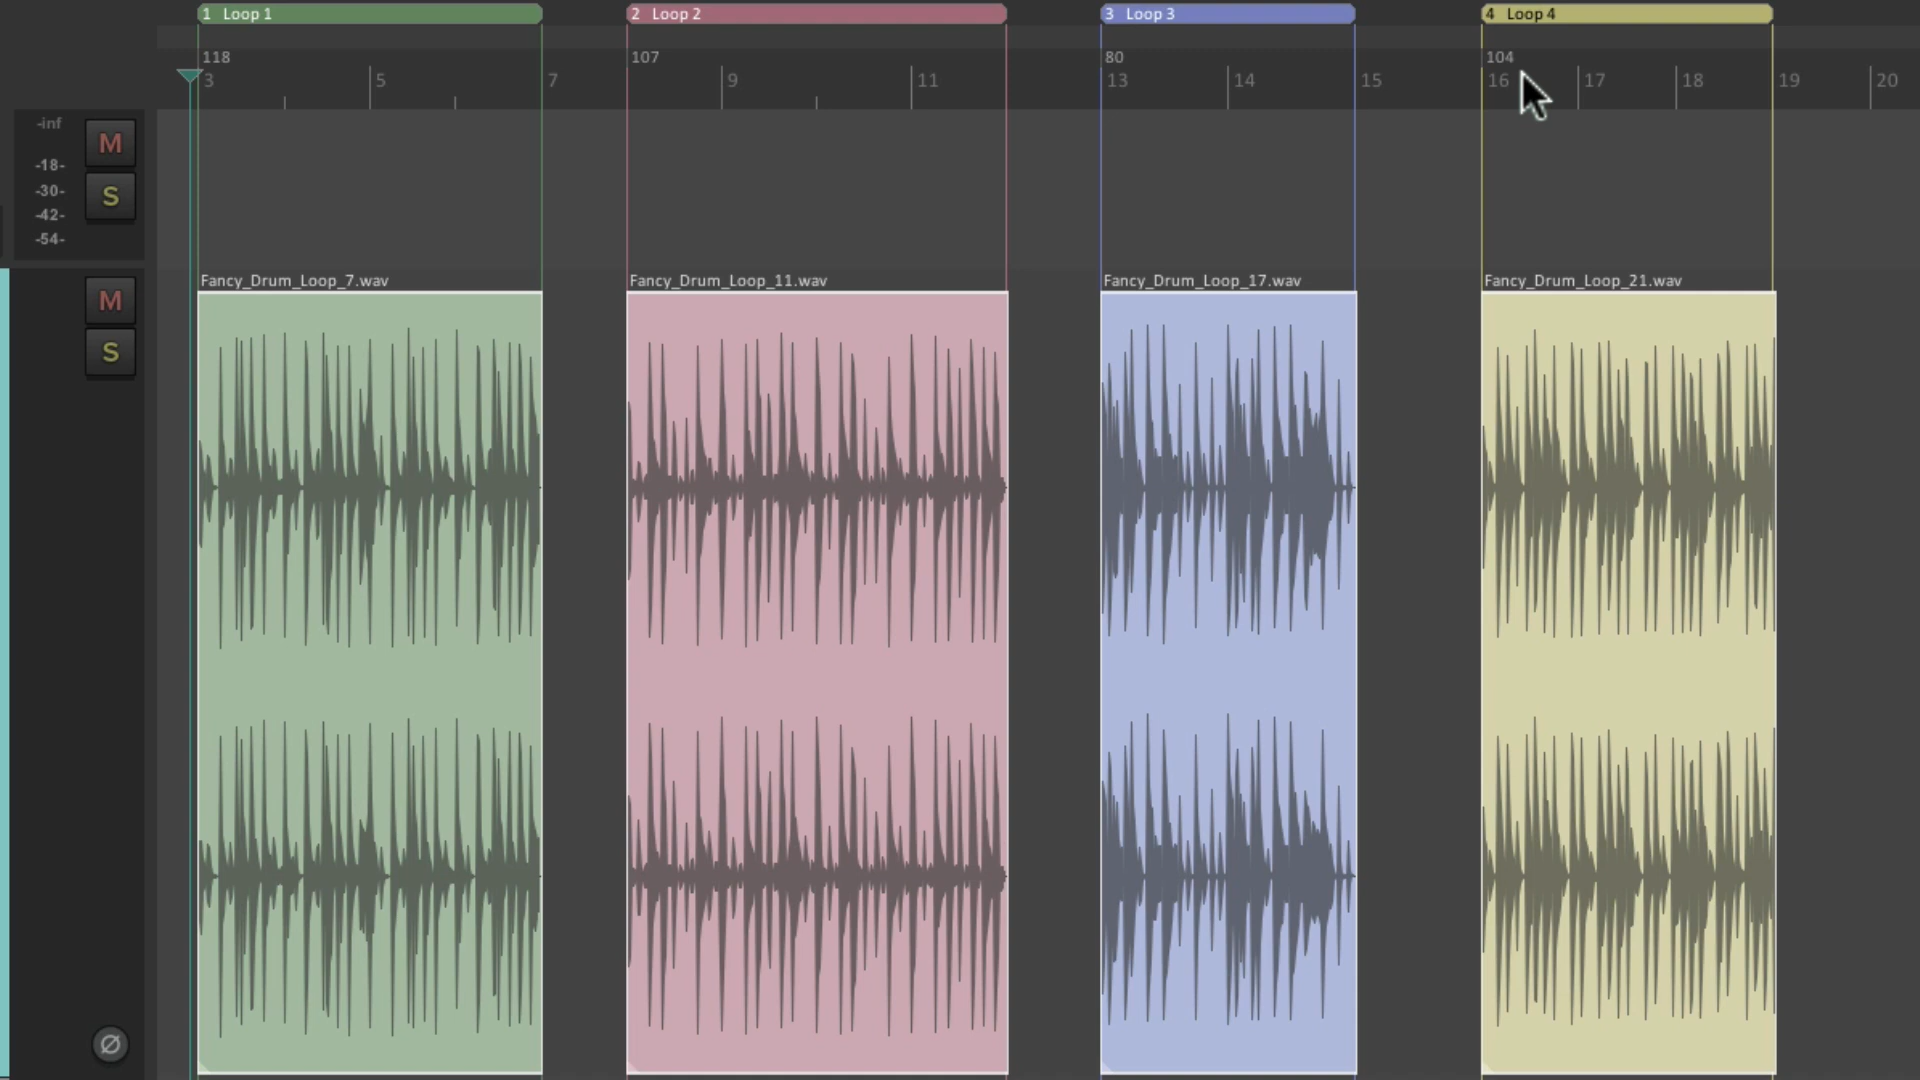 1 Loop 1 2 Loop 2 3 Loop 3 4 Loop 4
118 107 80 104
3 5 7 9 11 13 14 15 16 17 18 19 20
-inf
M
-18-
-30-
S
-42-
-54-
Fancy_Drum_Loop_7.wav Fancy_Drum_Loop_11.wav Fancy_Drum_Loop_17.wav Fancy_Drum_Loop_21.wav
M
S